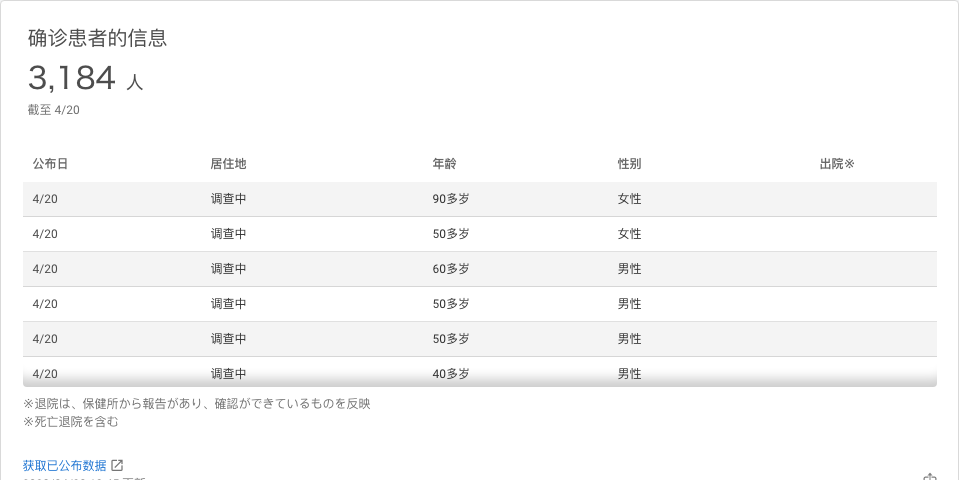 确诊患者的信息
3,184 人
截至 4/20
公布日 居住地 年龄 性别 出院※
4/20 调查中 90多岁 女性
4/20 调查中 50多岁 女性
4/20 调查中 60多岁 男性
4/20 调查中 50多岁 男性
4/20 调查中 50多岁 男性
4/20 调查中 40多岁 男性
※退院は、保健所から報告があり、確認ができているものを反映
※死亡退院を含む
获取已公布数据